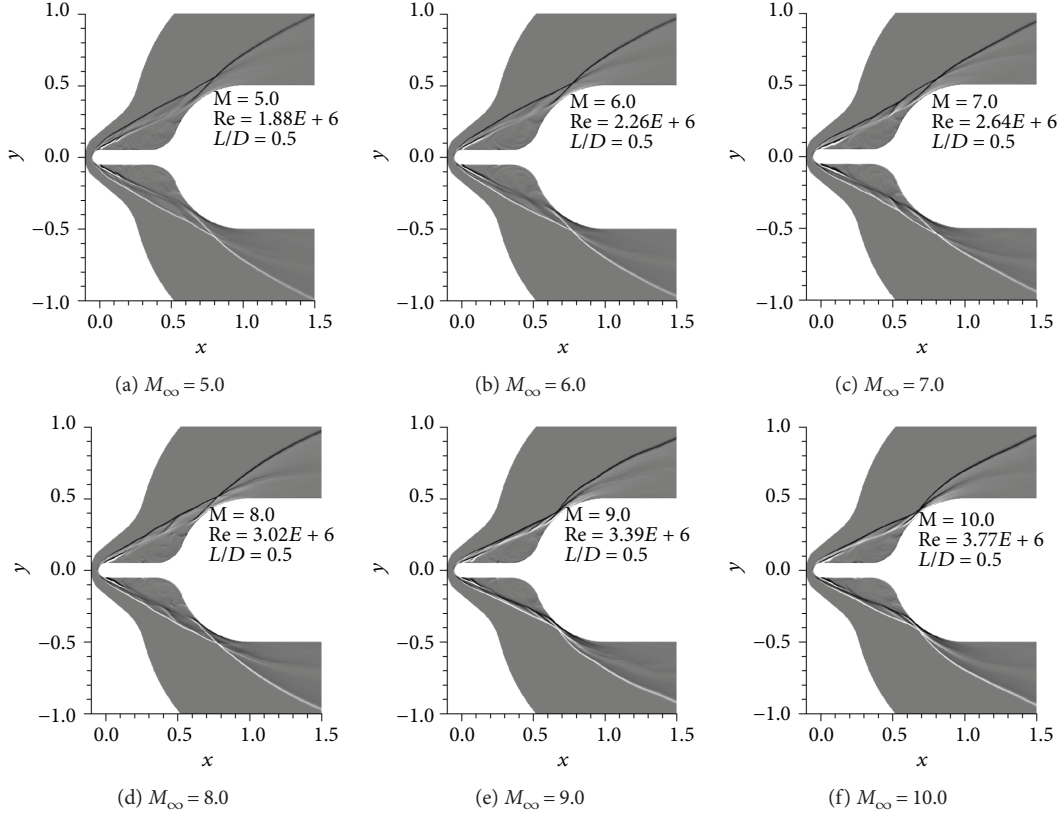 1.0
0.5
0.0
−0.5
−1.0
y
M = 5.0
Re = 1.88E + 6
L/D = 0.5
0.0 0.5 1.0 1.5
x
(a) M∞ = 5.0
1.0
0.5
0.0
−0.5
−1.0
y
M = 6.0
Re = 2.26E + 6
L/D = 0.5
0.0 0.5 1.0 1.5
x
(b) M∞ = 6.0
1.0
0.5
0.0
−0.5
−1.0
y
M = 7.0
Re = 2.64E + 6
L/D = 0.5
0.0 0.5 1.0 1.5
x
(c) M∞ = 7.0
1.0
0.5
0.0
−0.5
−1.0
y
M = 8.0
Re = 3.02E + 6
L/D = 0.5
0.0 0.5 1.0 1.5
x
(d) M∞ = 8.0
1.0
0.5
0.0
−0.5
−1.0
y
M = 9.0
Re = 3.39E + 6
L/D = 0.5
0.0 0.5 1.0 1.5
x
(e) M∞ = 9.0
1.0
0.5
0.0
−0.5
−1.0
y
M = 10.0
Re = 3.77E + 6
L/D = 0.5
0.0 0.5 1.0 1.5
x
(f) M∞ = 10.0